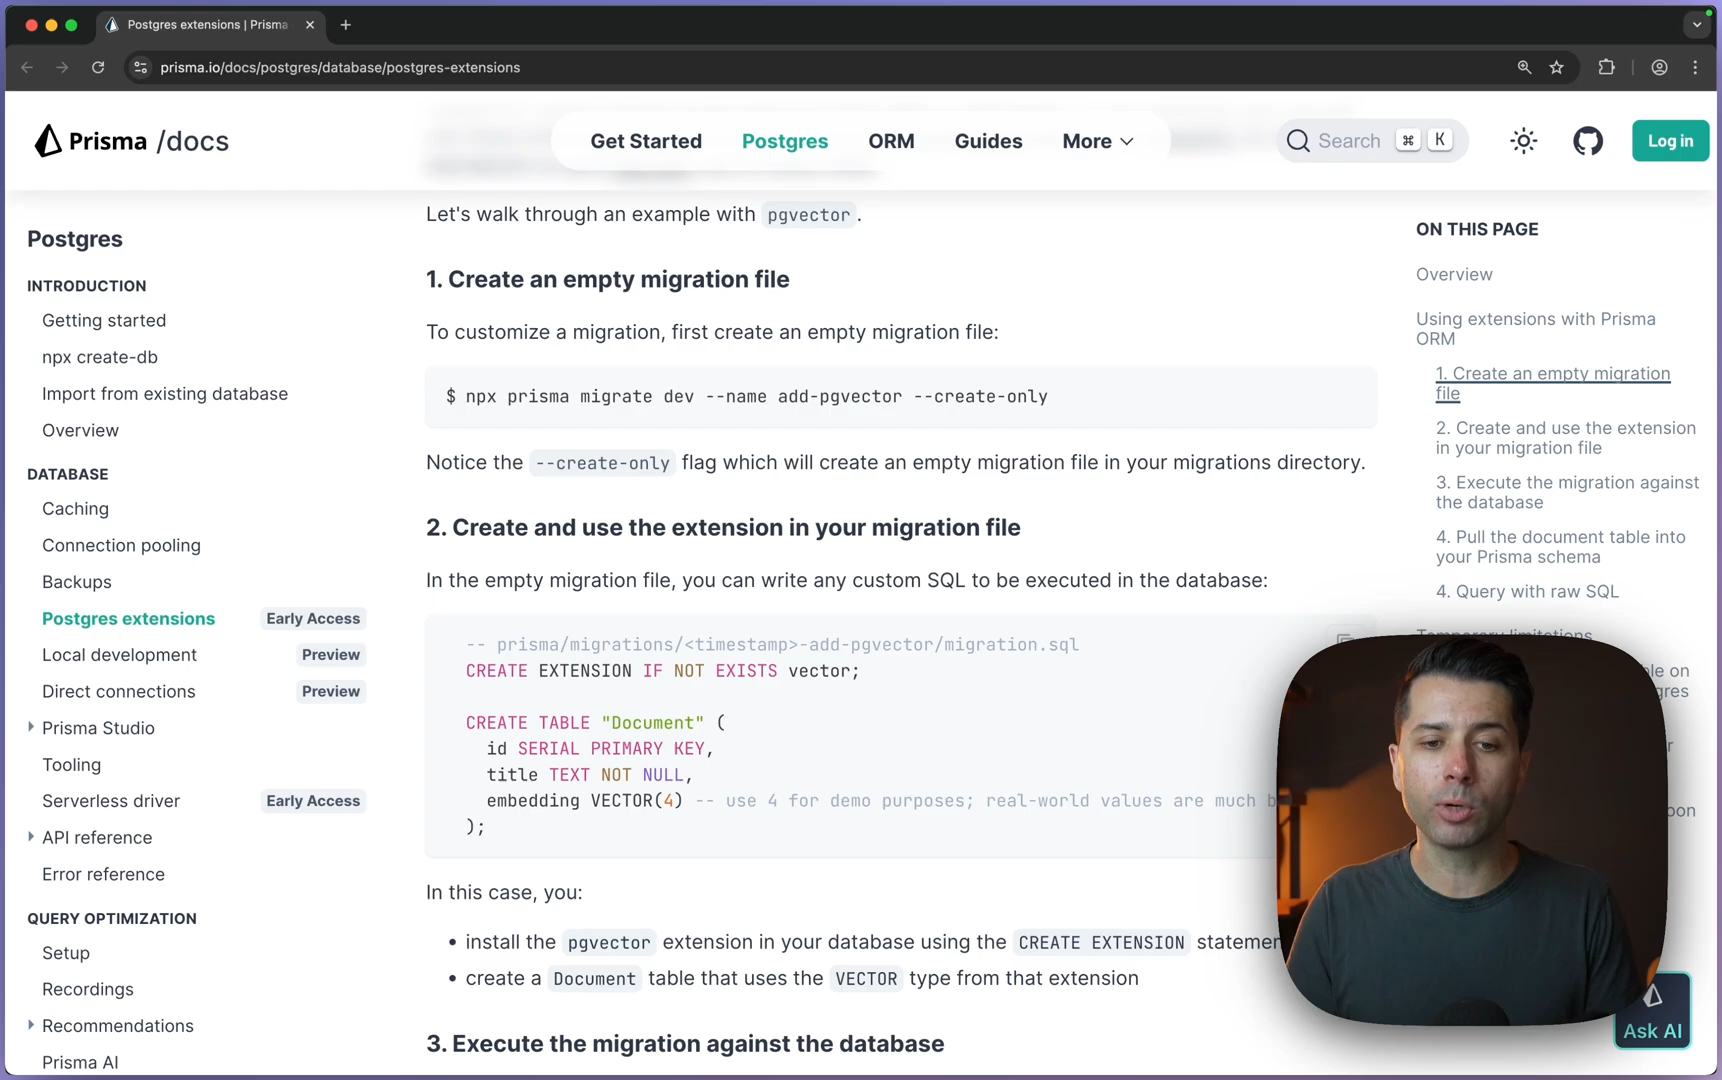 Postgres extensions | Prisma
prisma.io/docs/postgres/database/postgres-extensions
Prisma /docs
Get Started
Postgres
ORM
Guides
More
Search ⌘ K
Log in
Postgres
INTRODUCTION
Getting started
npx create-db
Import from existing database
Overview
DATABASE
Caching
Connection pooling
Backups
Postgres extensions Early Access
Local development Preview
Direct connections Preview
Prisma Studio
Tooling
Serverless driver Early Access
API reference
Error reference
QUERY OPTIMIZATION
Setup
Recordings
Recommendations
Prisma AI
Let's walk through an example with pgvector.
1. Create an empty migration file
To customize a migration, first create an empty migration file:
$ npx prisma migrate dev --name add-pgvector --create-only
Notice the --create-only flag which will create an empty migration file in your migrations directory.
2. Create and use the extension in your migration file
In the empty migration file, you can write any custom SQL to be executed in the database:
-- prisma/migrations/<timestamp>-add-pgvector/migration.sql
CREATE EXTENSION IF NOT EXISTS vector;
CREATE TABLE "Document" (
id SERIAL PRIMARY KEY,
title TEXT NOT NULL,
embedding VECTOR(4) -- use 4 for demo purposes; real-world values are much b
);
In this case, you:
• install the pgvector extension in your database using the CREATE EXTENSION statemen
• create a Document table that uses the VECTOR type from that extension
3. Execute the migration against the database
ON THIS PAGE
Overview
Using extensions with Prisma
ORM
1. Create an empty migration
file
2. Create and use the extension
in your migration file
3. Execute the migration against
the database
4. Pull the document table into
your Prisma schema
4. Query with raw SQL
Temporary limitations
Ask AI